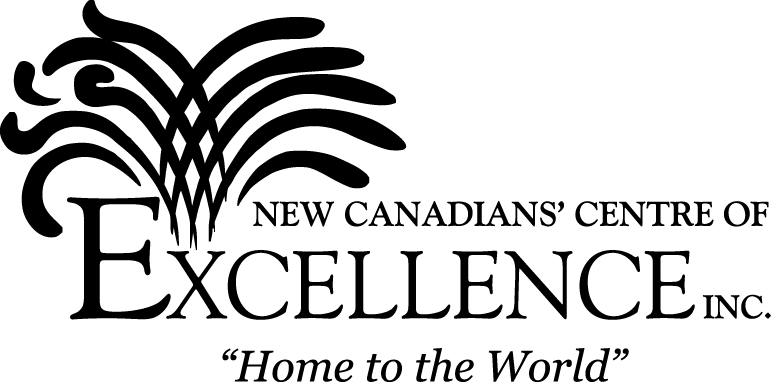 NEW CANADIANS’ CENTRE OF
EXCELLENCE INC.
“Home to the World”